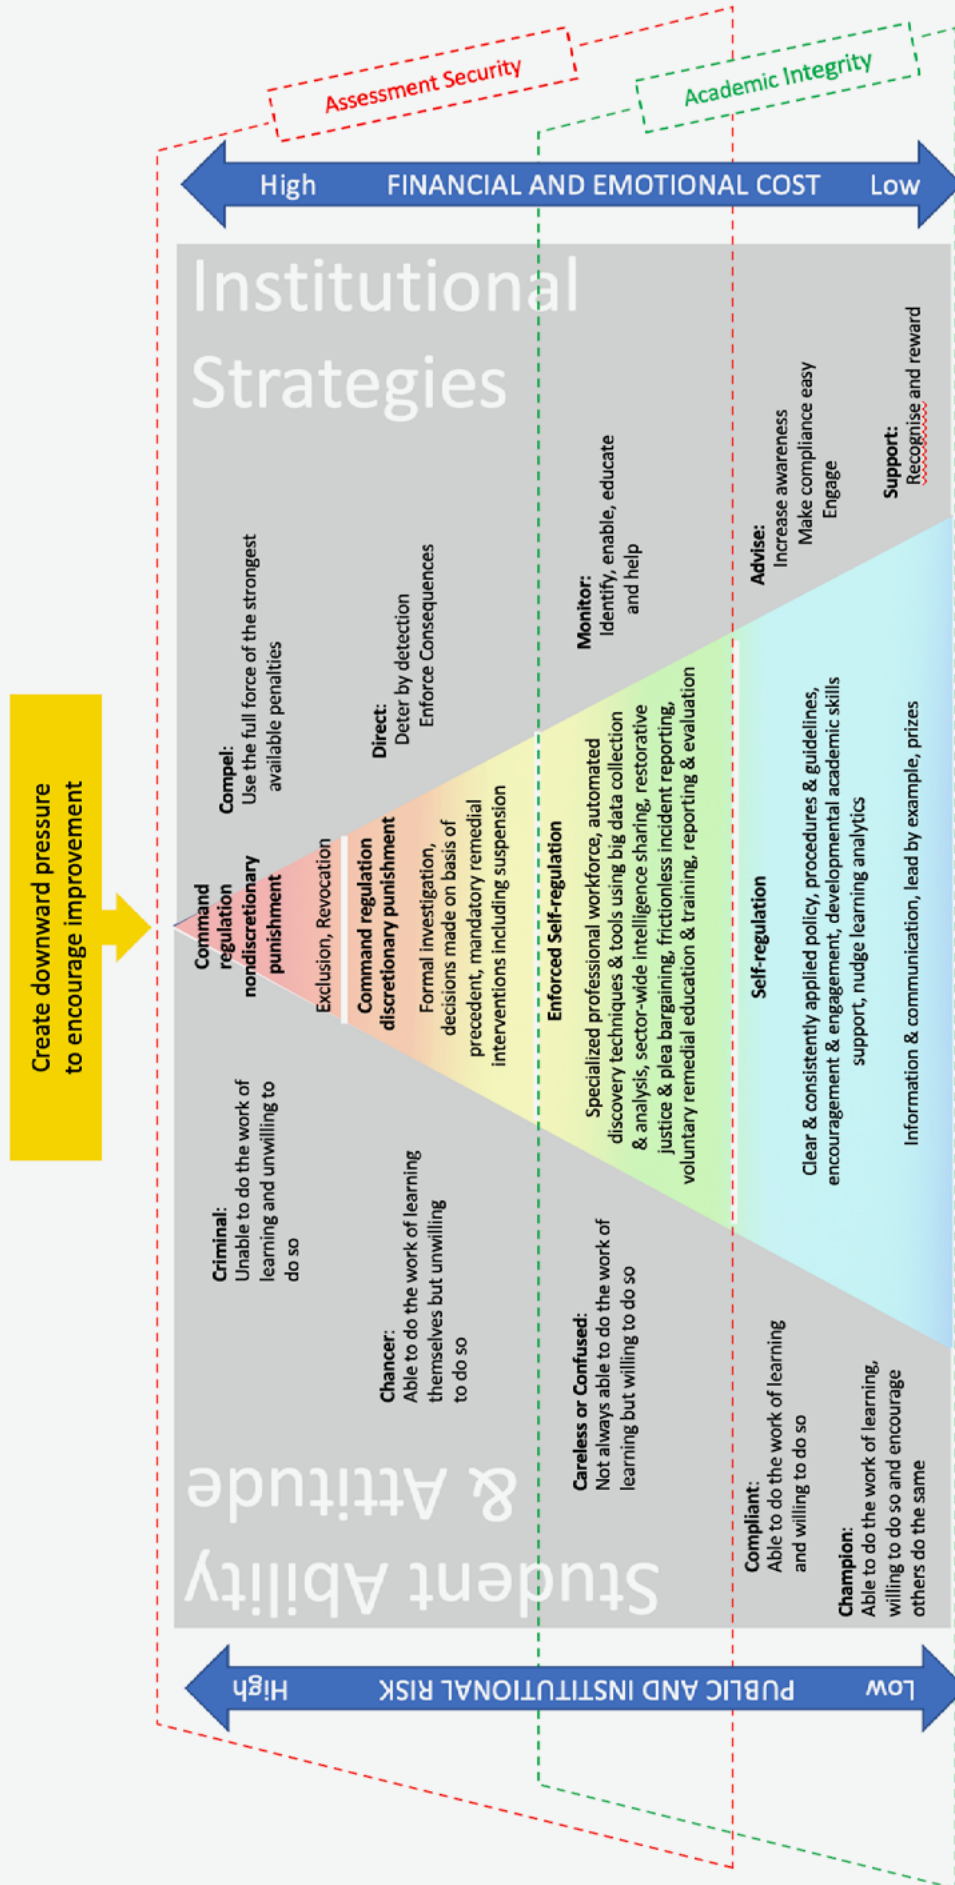 Create downward pressure
to encourage improvement
Assessment Security
Academic Integrity
Student Ability
& Attitude
Institutional
Strategies
High
PUBLIC AND INSTITUTIONAL RISK
Low
High
FINANCIAL AND EMOTIONAL COST
Low
Criminal:
Unable to do the work of
learning and unwilling to
do so
Chancer:
Able to do the work of learning
themselves but unwilling
to do so
Careless or Confused:
Not always able to do the work of
learning but willing to do so
Compliant:
Able to do the work of learning
and willing to do so
Champion:
Able to do the work of learning,
willing to do so and encourage
others do the same
Command
regulation
nondiscretionary
punishment
Exclusion, Revocation
Command regulation
discretionary punishment
Formal investigation,
decisions made on basis of
precedent, mandatory remedial
interventions including suspension
Enforced Self-regulation
Specialized professional workforce, automated
discovery techniques & tools using big data collection
& analysis, sector-wide intelligence sharing, restorative
justice & plea bargaining, frictionless incident reporting,
voluntary remedial education & training, reporting & evaluation
Self-regulation
Clear & consistently applied policy, procedures & guidelines,
encouragement & engagement, developmental academic skills
support, nudge learning analytics
Information & communication, lead by example, prizes
Compel:
Use the full force of the strongest
available penalties
Direct:
Deter by detection
Enforce Consequences
Monitor:
Identify, enable, educate
and help
Advise:
Increase awareness
Make compliance easy
Engage
Support:
Recognise and reward